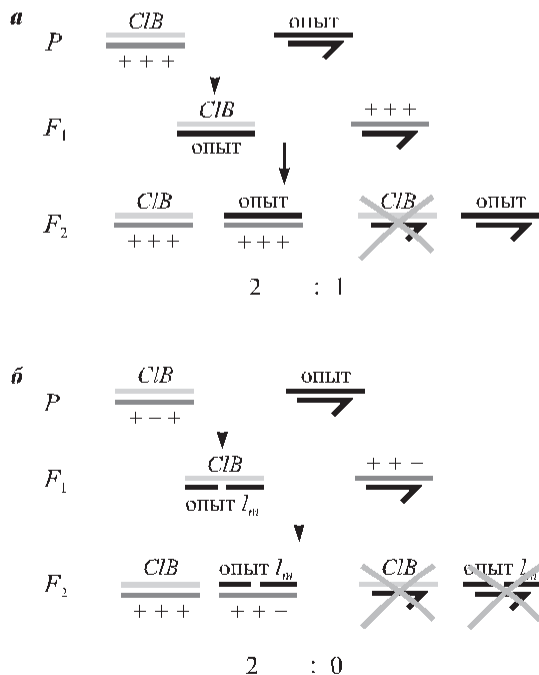 а
ClB опыт
P
+ + +
ClB + + +
F1
опыт
ClB опыт ClB опыт
F2
+ + + + + +
2 : 1
б
ClB опыт
P
+ − +
ClB + + −
F1
опыт lm
ClB опыт lm ClB опыт lm
F2
+ + + + + −
2 : 0